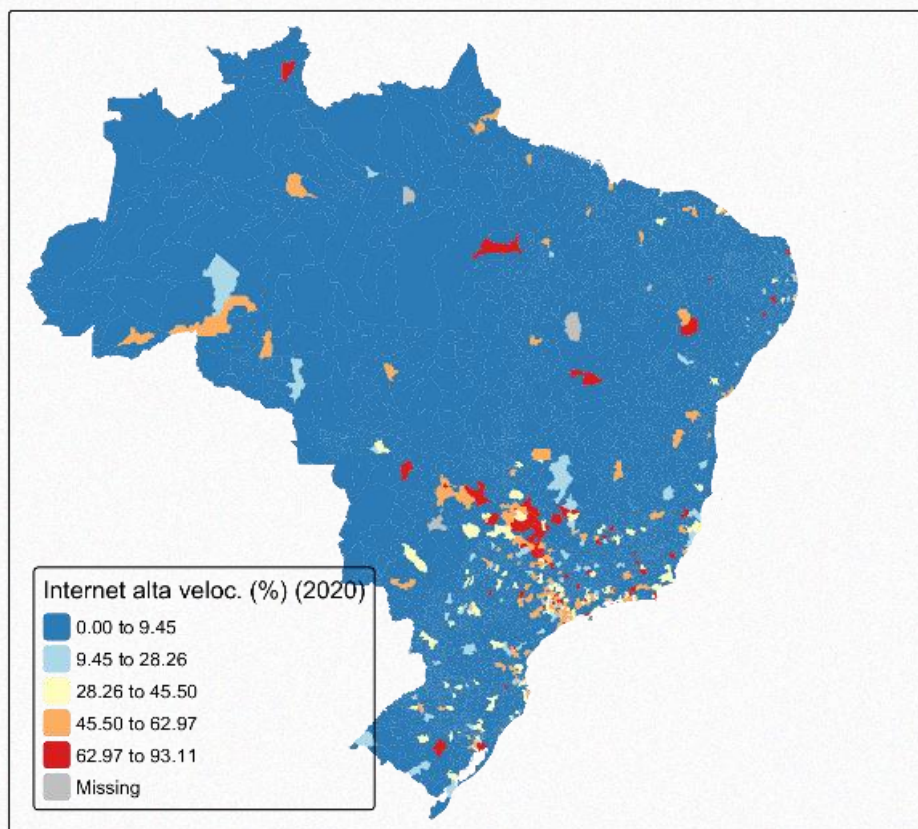 Internet alta veloc. (%) (2020)
0.00 to 9.45
9.45 to 28.26
28.26 to 45.50
45.50 to 62.97
62.97 to 93.11
Missing